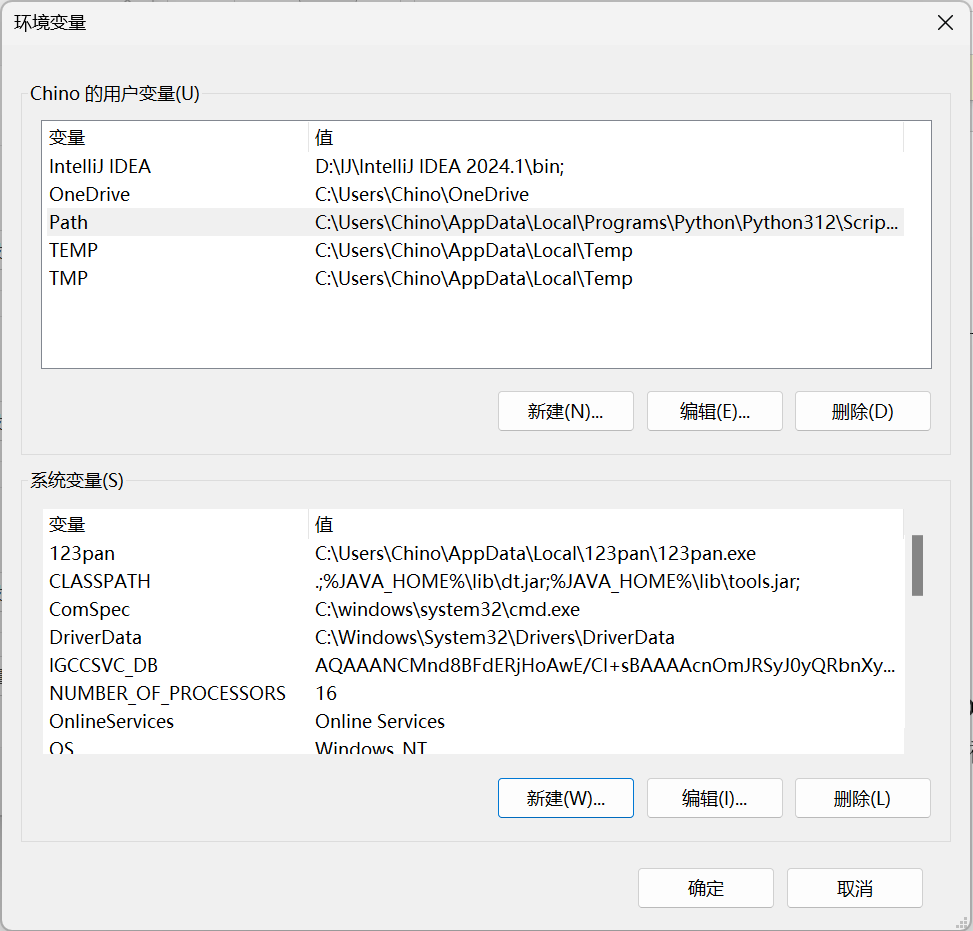 环境变量
Chino 的用户变量(U)
变量 值
IntelliJ IDEA D:\IJ\IntelliJ IDEA 2024.1\bin;
OneDrive C:\Users\Chino\OneDrive
Path C:\Users\Chino\AppData\Local\Programs\Python\Python312\Scrip...
TEMP C:\Users\Chino\AppData\Local\Temp
TMP C:\Users\Chino\AppData\Local\Temp
新建(N)... 编辑(E)... 删除(D)
系统变量(S)
变量 值
123pan C:\Users\Chino\AppData\Local\123pan\123pan.exe
CLASSPATH .;%JAVA_HOME%\lib\dt.jar;%JAVA_HOME%\lib\tools.jar;
ComSpec C:\windows\system32\cmd.exe
DriverData C:\Windows\System32\Drivers\DriverData
IGCCSVC_DB AQAAANCMnd8BFdERjHoAwE/Cl+sBAAAAcnOmJRSyJ0yQRbnXy...
NUMBER_OF_PROCESSORS 16
OnlineServices Online Services
OS Windows_NT
新建(W)... 编辑(I)... 删除(L)
确定 取消